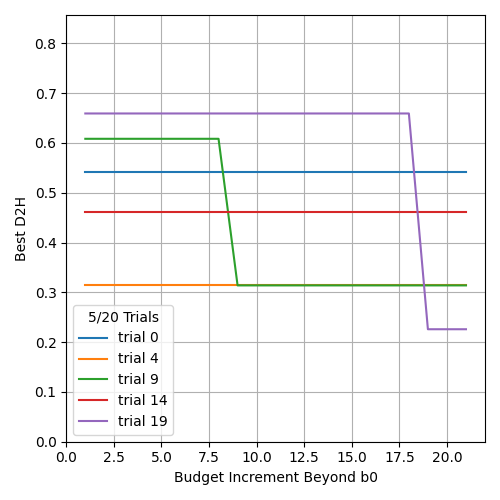 0.8
0.7
0.6
0.5
0.4
0.3
0.2
0.1
0.0
Best D2H
5/20 Trials
trial 0
trial 4
trial 9
trial 14
trial 19
0.0 2.5 5.0 7.5 10.0 12.5 15.0 17.5 20.0
Budget Increment Beyond b0